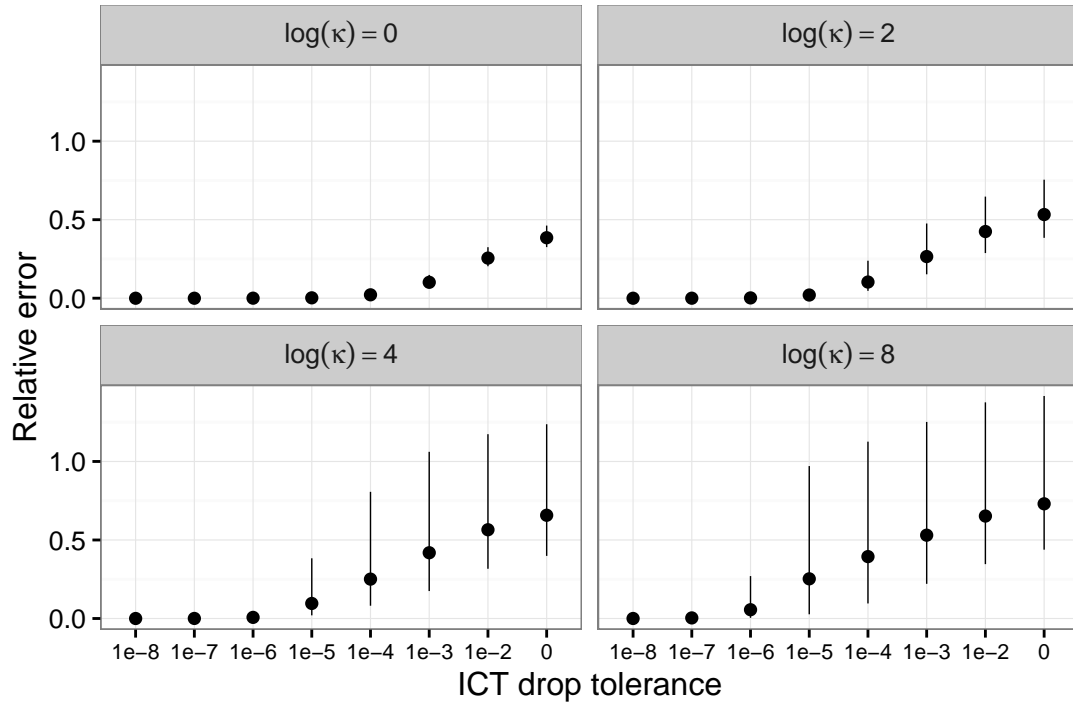 log(κ) = 0
log(κ) = 2
1.0
0.5
0.0
log(κ) = 4
log(κ) = 8
1.0
0.5
0.0
Relative error
1e−8 1e−7 1e−6 1e−5 1e−4 1e−3 1e−2 0
1e−8 1e−7 1e−6 1e−5 1e−4 1e−3 1e−2 0
ICT drop tolerance